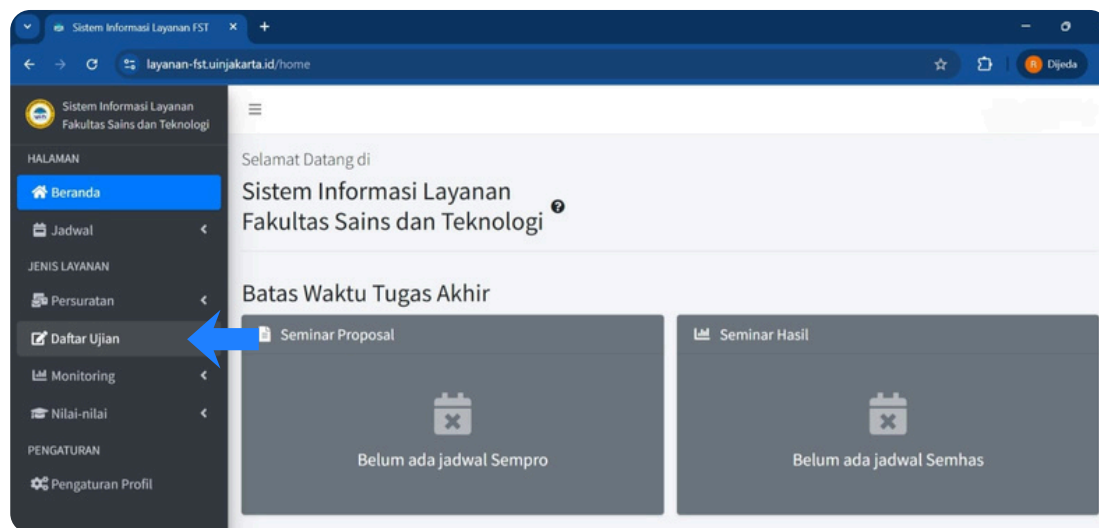 Sistem Informasi Layanan FST
layanan-fst.uinjakarta.id/home
R Dijeda
Sistem Informasi Layanan
Fakultas Sains dan Teknologi
HALAMAN
Beranda
Jadwal
JENIS LAYANAN
Persuratan
Daftar Ujian
Monitoring
Nilai-nilai
PENGATURAN
Pengaturan Profil
Selamat Datang di
Sistem Informasi Layanan
Fakultas Sains dan Teknologi
Batas Waktu Tugas Akhir
Seminar Proposal
Belum ada jadwal Sempro
Seminar Hasil
Belum ada jadwal Semhas